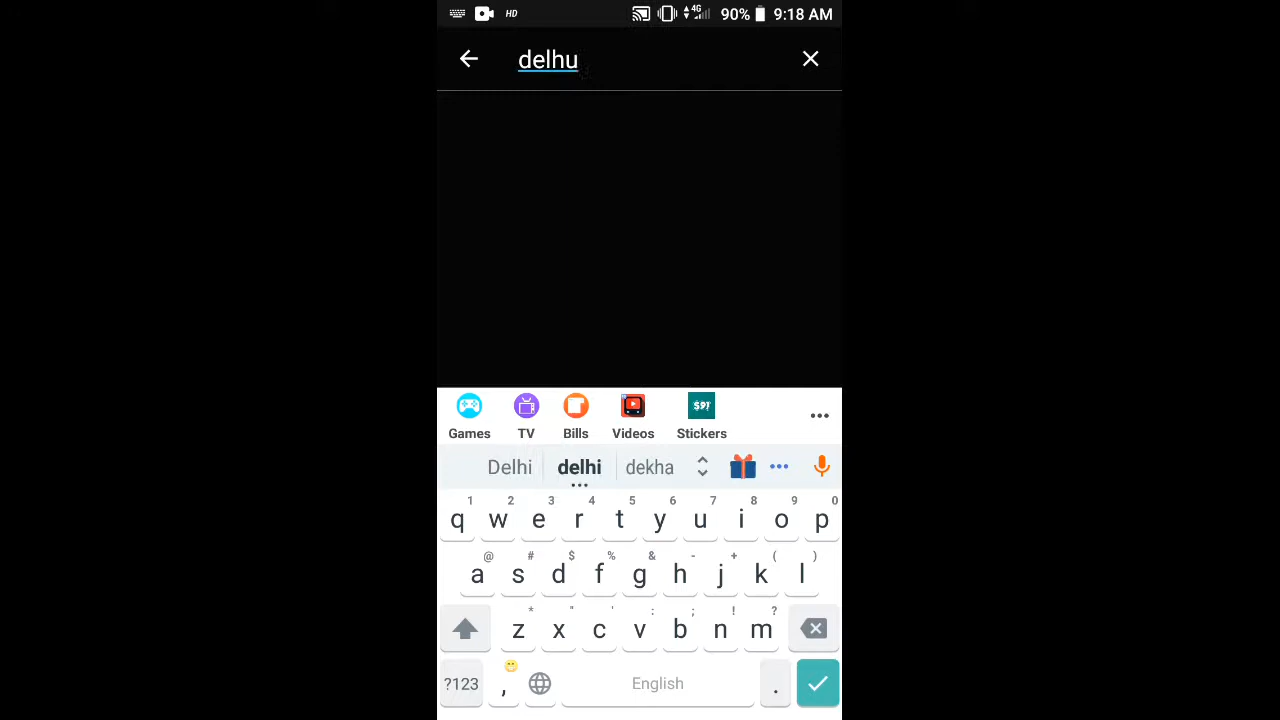 HD 4G 90% 9:18 AM
delhu
Games TV Bills Videos Stickers
Delhi delhi dekha
1 2 3 4 5 6 7 8 9 0
q w e r t y u i o p
@ # $ % & - + ( )
a s d f g h j k l
* " ' : ; ! ?
z x c v b n m
?123 , English .